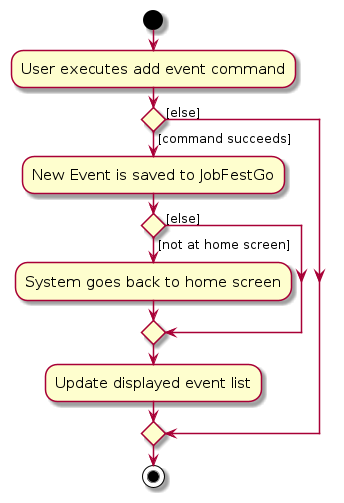 User executes add event command
[else]
[command succeeds]
New Event is saved to JobFestGo
[else]
[not at home screen]
System goes back to home screen
Update displayed event list